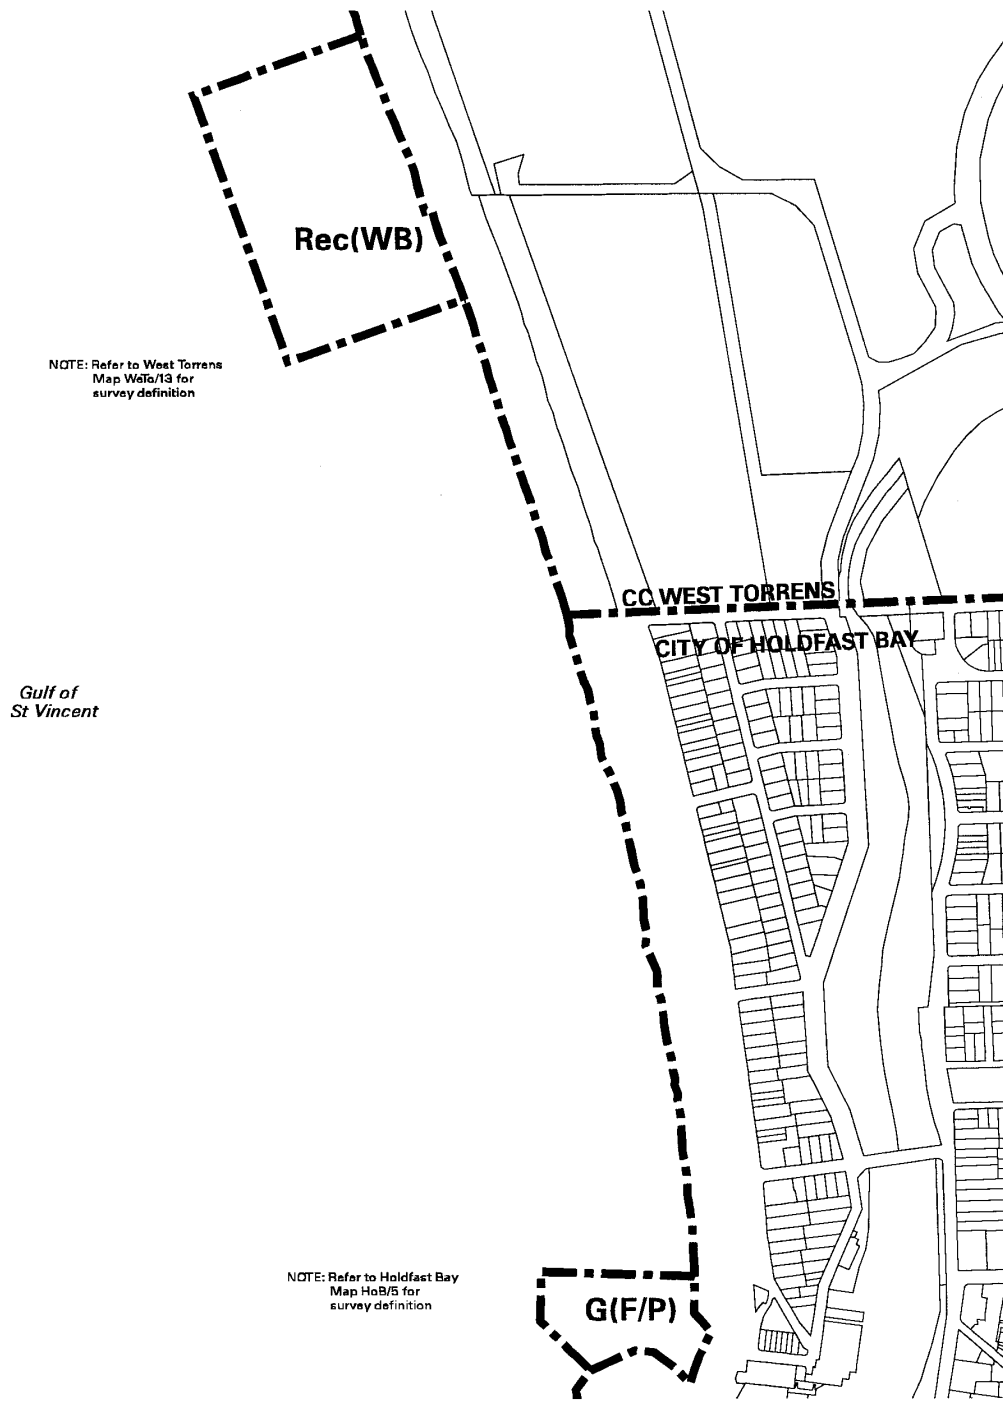 Rec(WB)
NOTE: Refer to West Torrens
Map WeTo/13 for
survey definition
CC WEST TORRENS
CITY OF HOLDFAST BAY
Gulf of
St Vincent
NOTE: Refer to Holdfast Bay
Map HoB/5 for
survey definition
G(F/P)